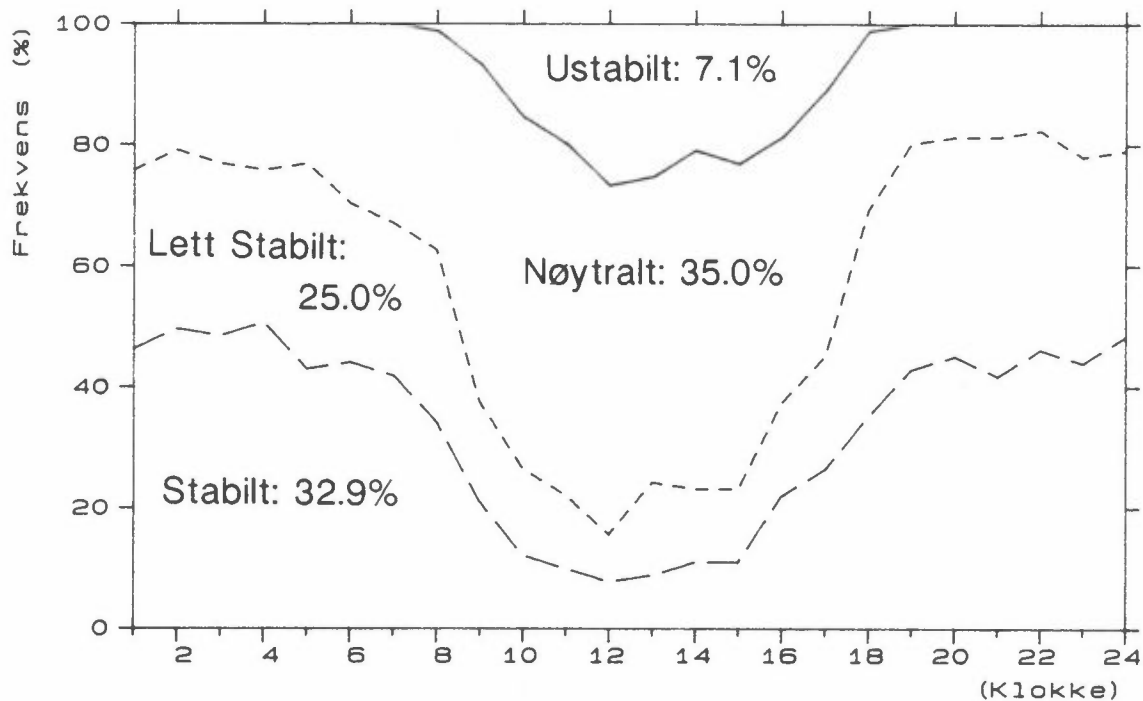 Frekvens (%)
100
80
60
40
20
0
Ustabilt: 7.1%
Lett Stabilt:
25.0%
Nøytralt: 35.0%
Stabilt: 32.9%
2 4 6 8 10 12 14 16 18 20 22 24
(Klokke)